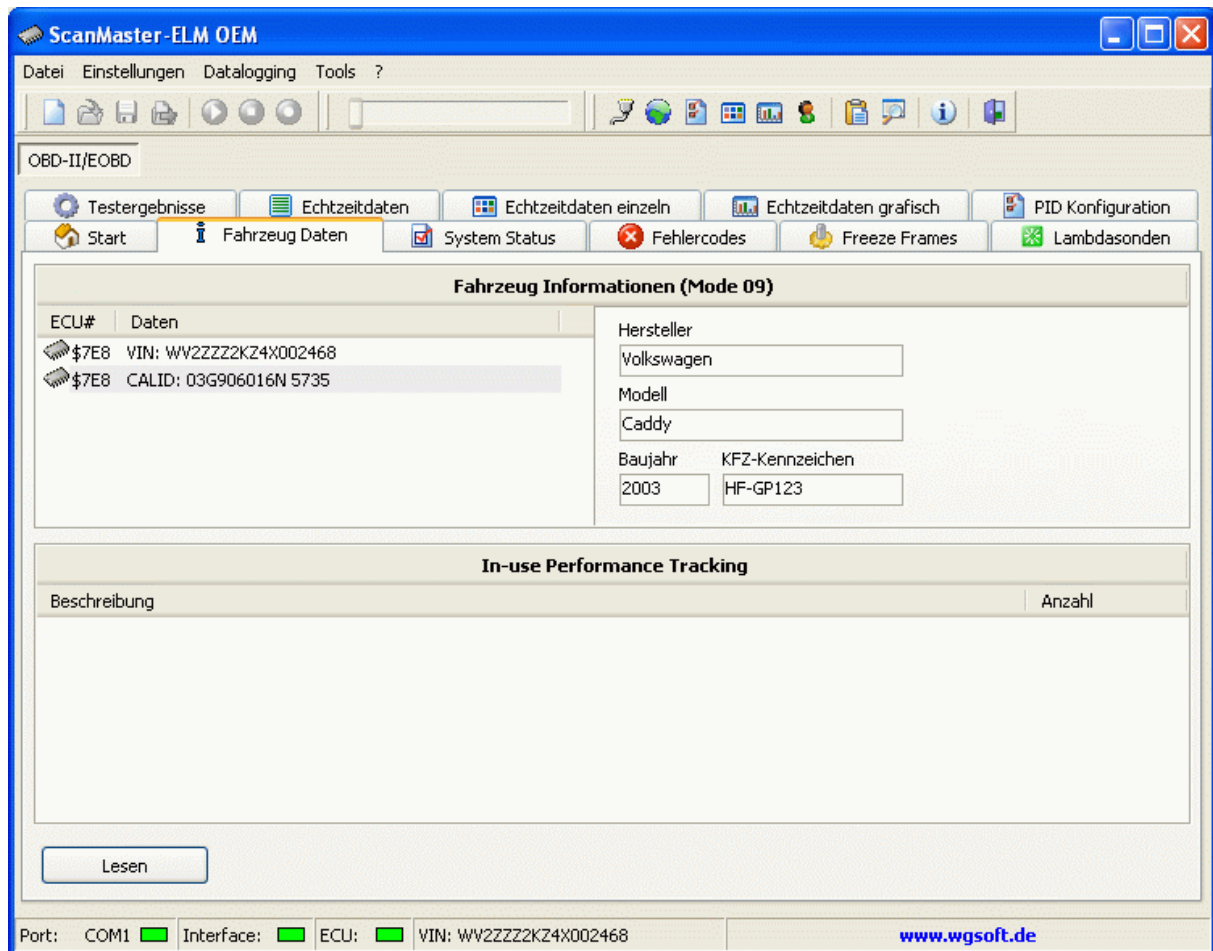 ScanMaster-ELM OEM
Datei Einstellungen Datalogging Tools ?
OBD-II/EOBD
Testergebnisse Echtzeitdaten Echtzeitdaten einzeln Echtzeitdaten grafisch PID Konfiguration
Start Fahrzeug Daten System Status Fehlercodes Freeze Frames Lambdasonden
Fahrzeug Informationen (Mode 09)
ECU# Daten
$7E8 VIN: WV2ZZZ2KZ4X002468
$7E8 CALID: 03G906016N 5735
Hersteller
Volkswagen
Modell
Caddy
Baujahr KFZ-Kennzeichen
2003 HF-GP123
In-use Performance Tracking
Beschreibung Anzahl
Lesen
Port: COM1 Interface: ECU: VIN: WV2ZZZ2KZ4X002468 www.wgsoft.de